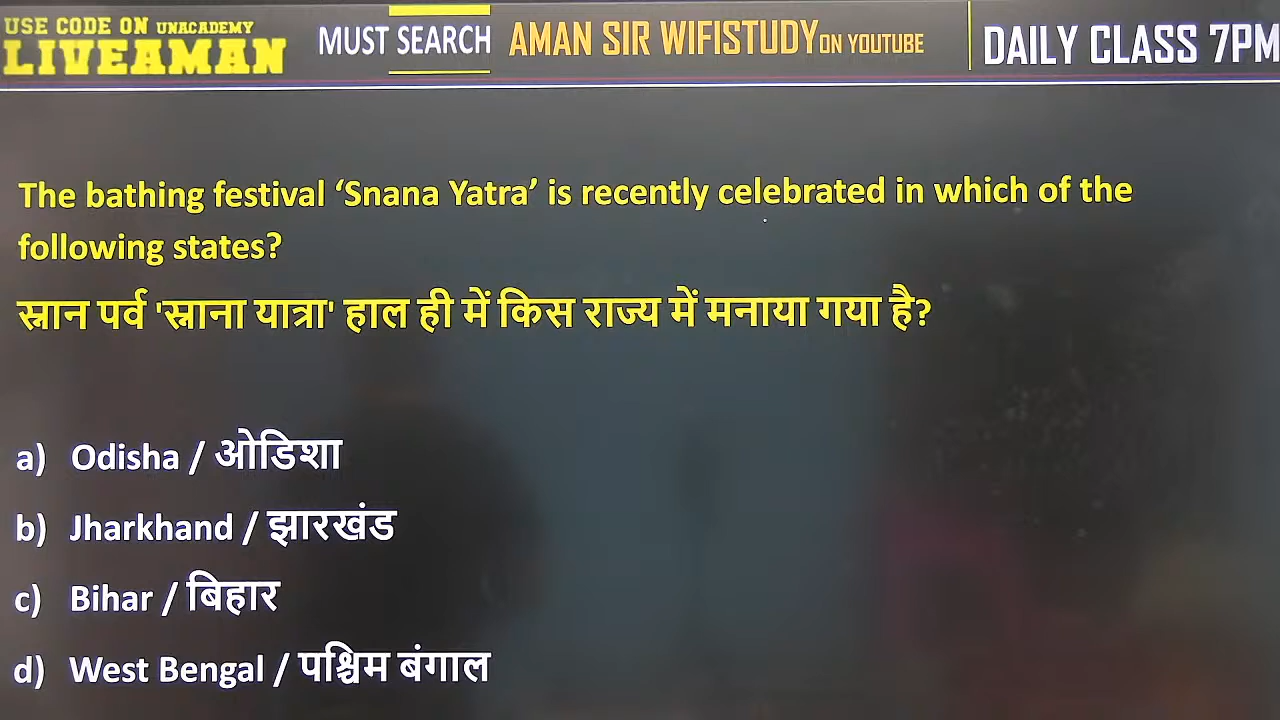 USE CODE ON UNACADEMY
LIVEAMAN
MUST SEARCH AMAN SIR WIFISTUDY ON YOUTUBE
DAILY CLASS 7PM
The bathing festival ‘Snana Yatra’ is recently celebrated in which of the
following states?
स्नान पर्व 'स्नाना यात्रा' हाल ही में किस राज्य में मनाया गया है?
a) Odisha / ओडिशा
b) Jharkhand / झारखंड
c) Bihar / बिहार
d) West Bengal / पश्चिम बंगाल